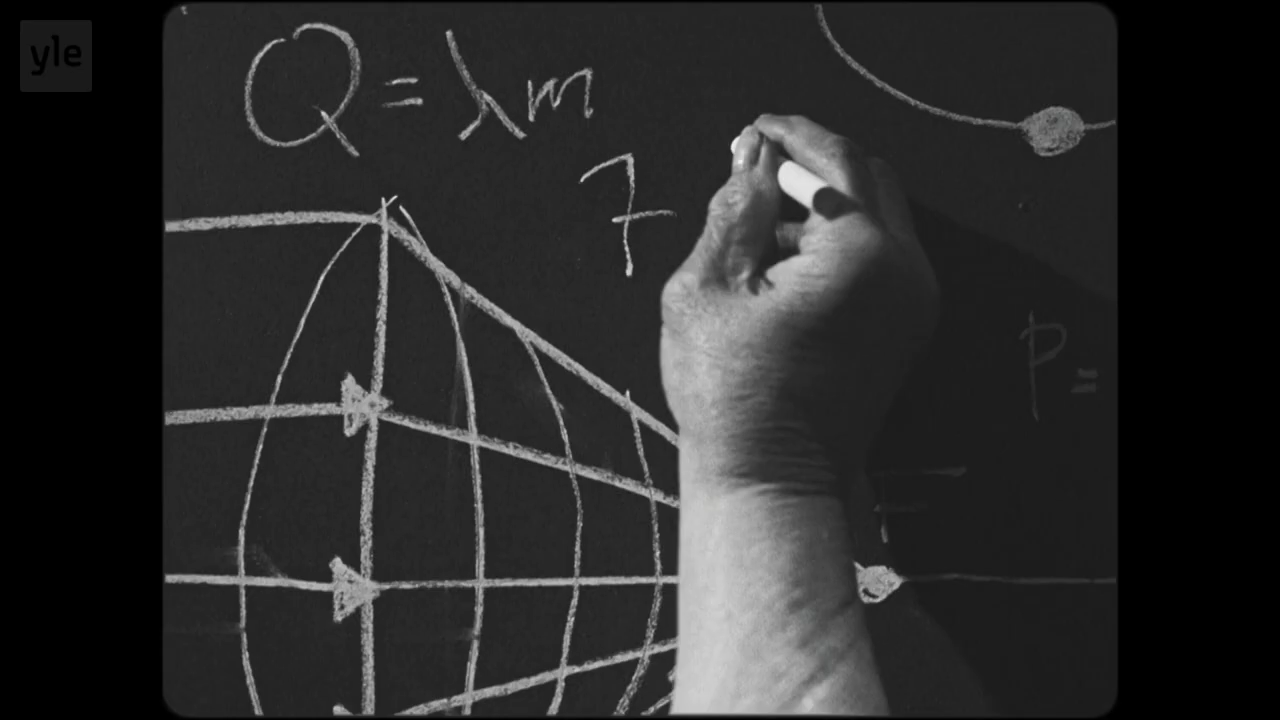 yle
Q = λm
7
P =
F